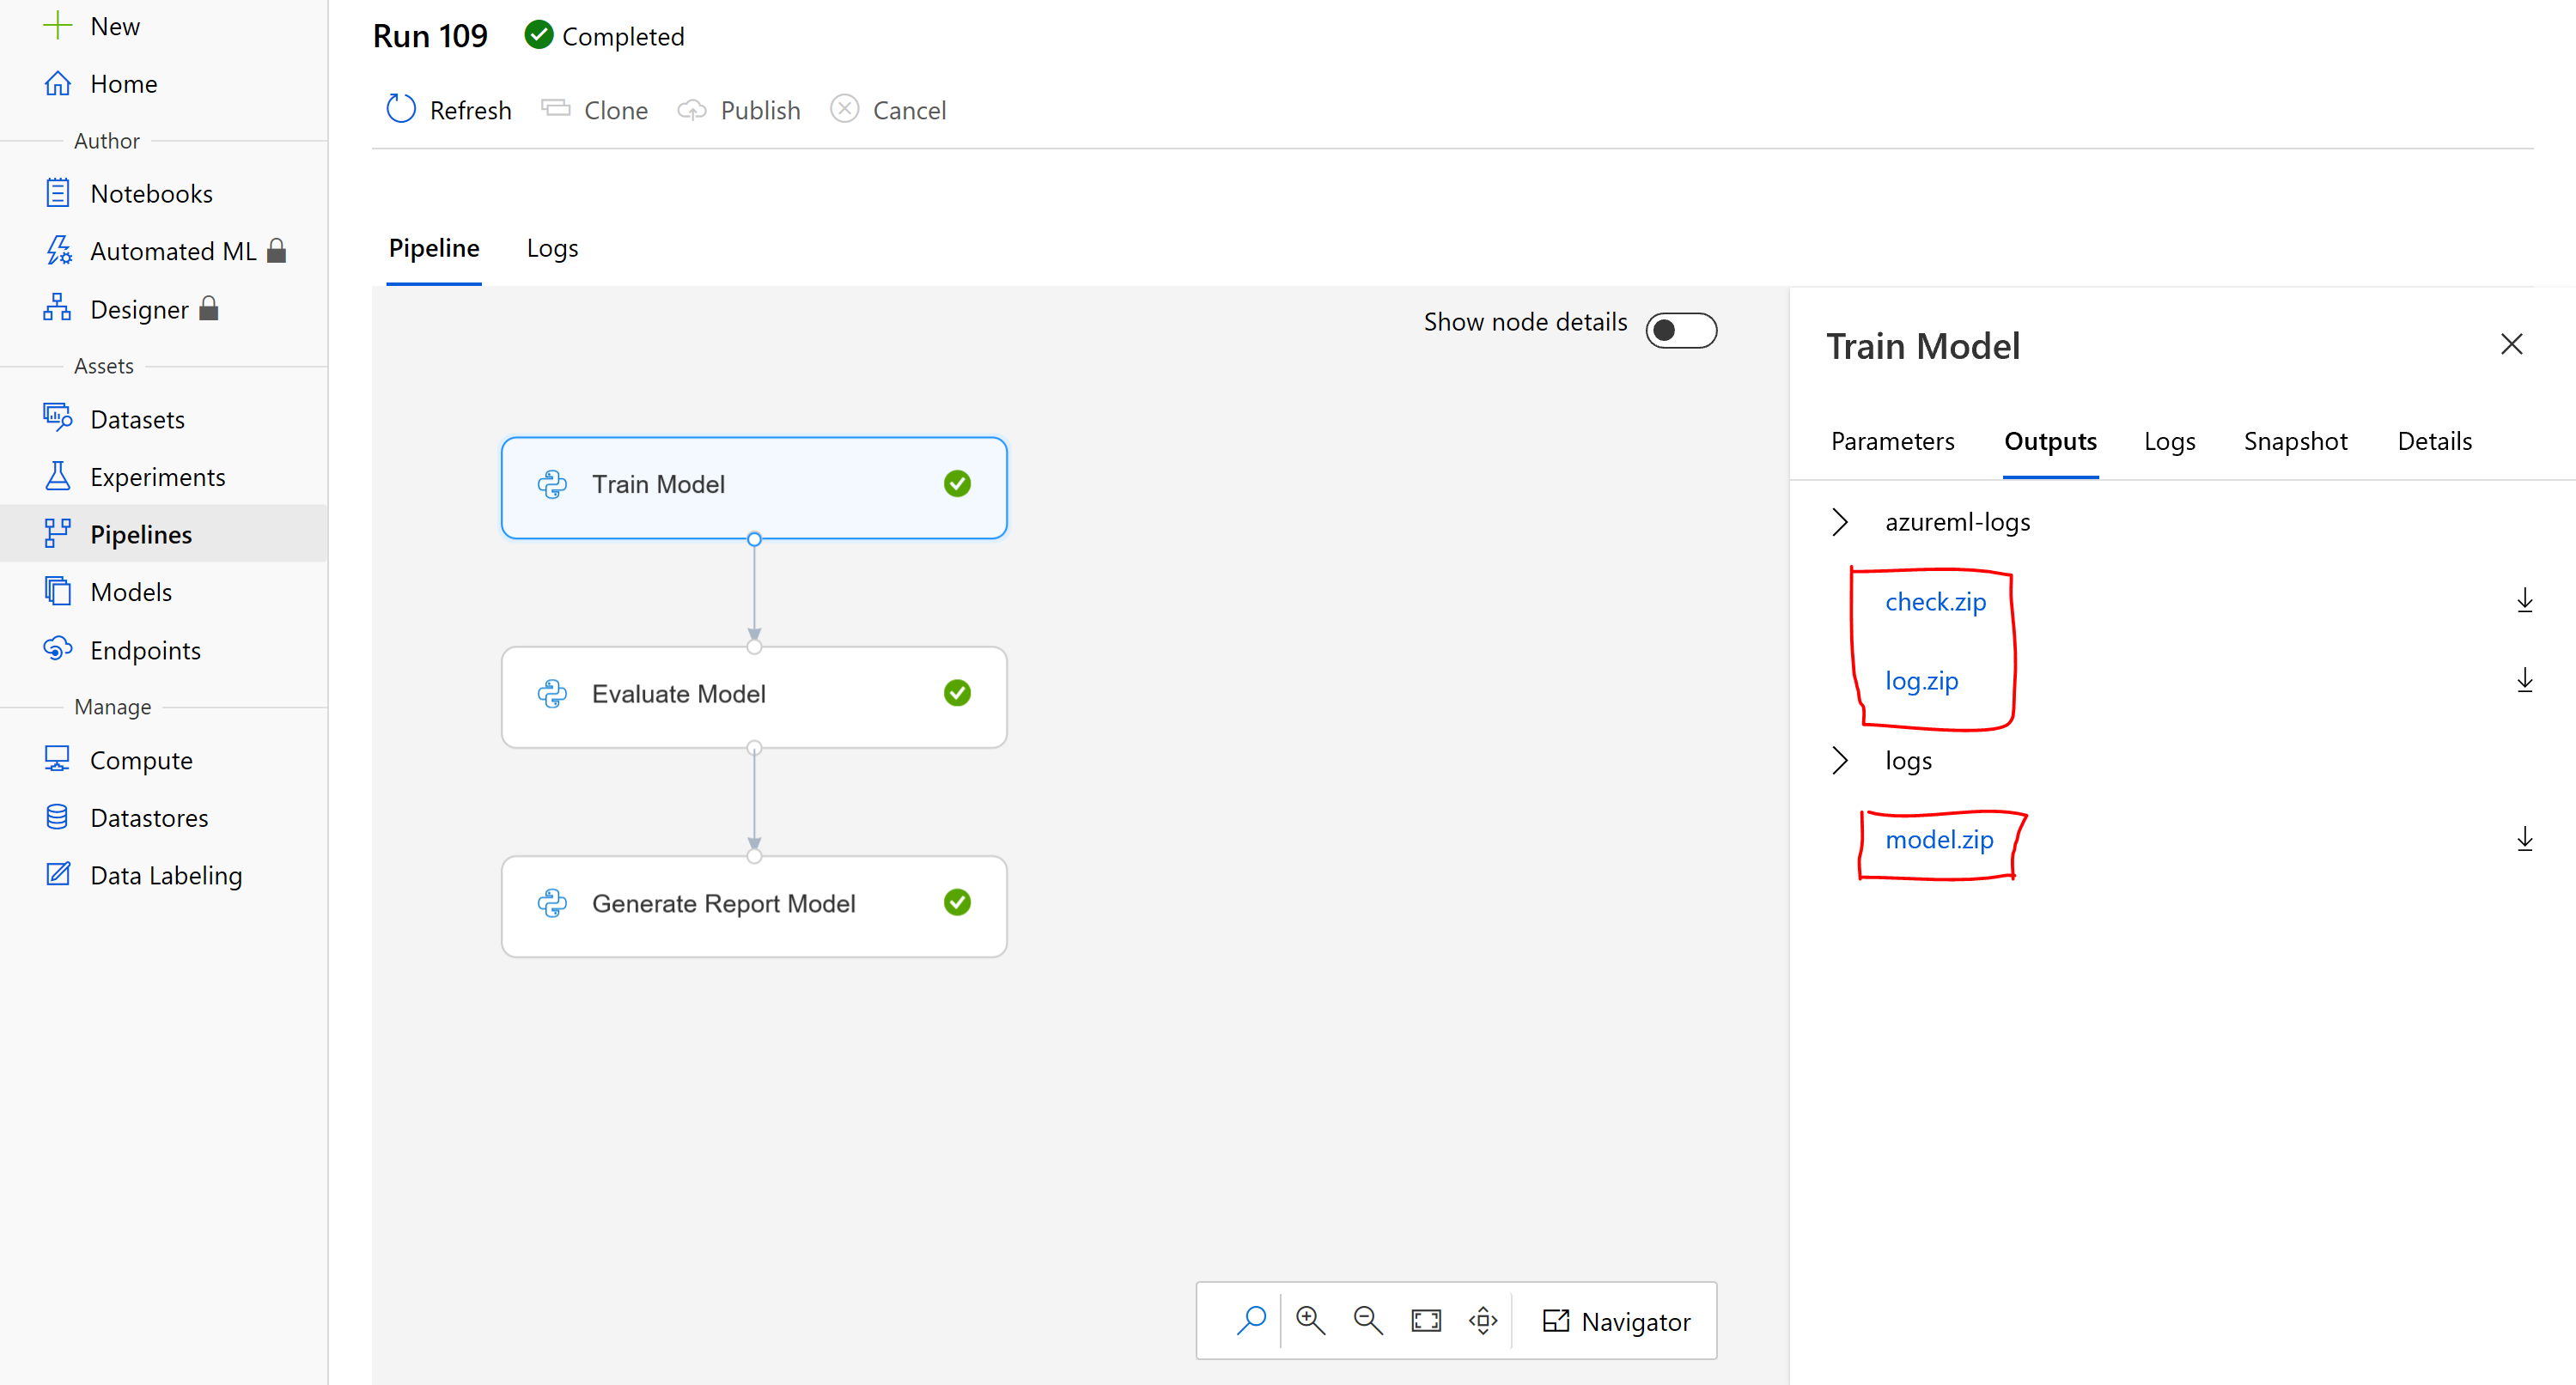 New
Home
Author
Notebooks
Automated ML
Designer
Assets
Datasets
Experiments
Pipelines
Models
Endpoints
Manage
Compute
Datastores
Data Labeling
Run 109 Completed
Refresh Clone Publish Cancel
Pipeline Logs
Show node details
Train Model
Evaluate Model
Generate Report Model
Navigator
Train Model
Parameters Outputs Logs Snapshot Details
azureml-logs
check.zip
log.zip
logs
model.zip